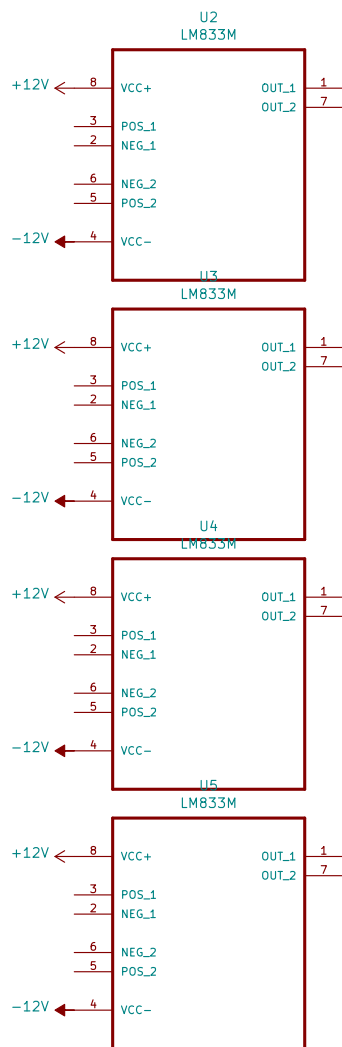 U2
LM833M
+12V 8 VCC+ OUT_1 1
OUT_2 7
3 POS_1
2 NEG_1
6 NEG_2
5 POS_2
-12V 4 VCC-
U3
LM833M
+12V 8 VCC+ OUT_1 1
OUT_2 7
3 POS_1
2 NEG_1
6 NEG_2
5 POS_2
-12V 4 VCC-
U4
LM833M
+12V 8 VCC+ OUT_1 1
OUT_2 7
3 POS_1
2 NEG_1
6 NEG_2
5 POS_2
-12V 4 VCC-
U5
LM833M
+12V 8 VCC+ OUT_1 1
OUT_2 7
3 POS_1
2 NEG_1
6 NEG_2
5 POS_2
-12V 4 VCC-